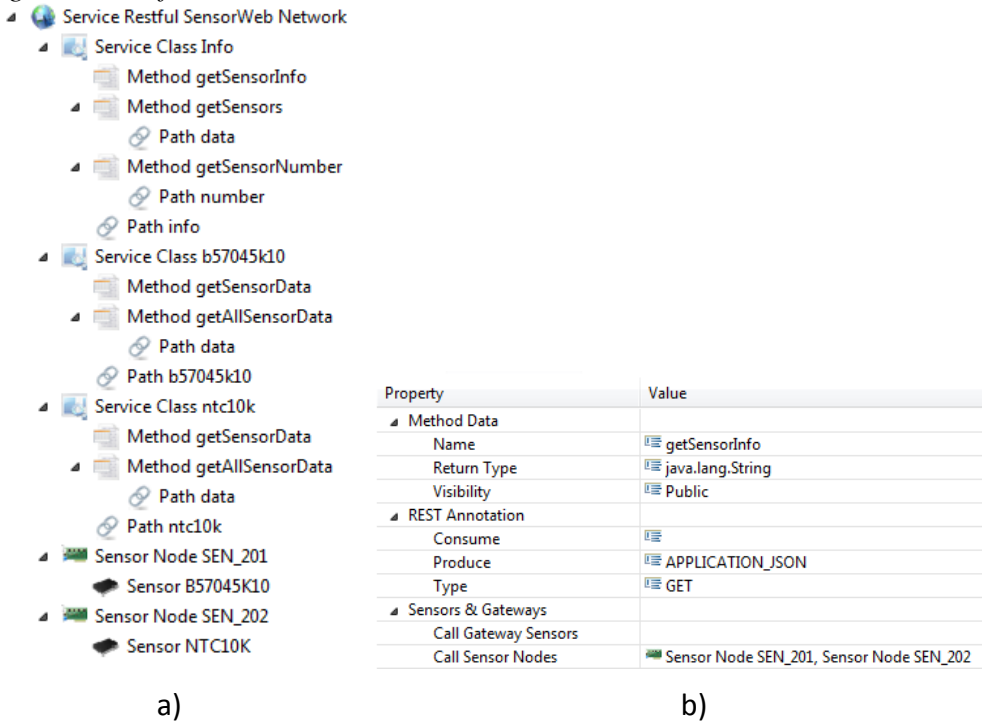 Service Restful SensorWeb Network
Service Class Info
Method getSensorInfo
Method getSensors
Path data
Method getSensorNumber
Path number
Path info
Service Class b57045k10
Method getSensorData
Method getAllSensorData
Path data
Path b57045k10
Service Class ntc10k
Method getSensorData
Method getAllSensorData
Path data
Path ntc10k
Sensor Node SEN_201
Sensor B57045K10
Sensor Node SEN_202
Sensor NTC10K
a)
Property Value
Method Data
Name getSensorInfo
Return Type java.lang.String
Visibility Public
REST Annotation
Consume
Produce APPLICATION_JSON
Type GET
Sensors & Gateways
Call Gateway Sensors
Call Sensor Nodes Sensor Node SEN_201, Sensor Node SEN_202
b)